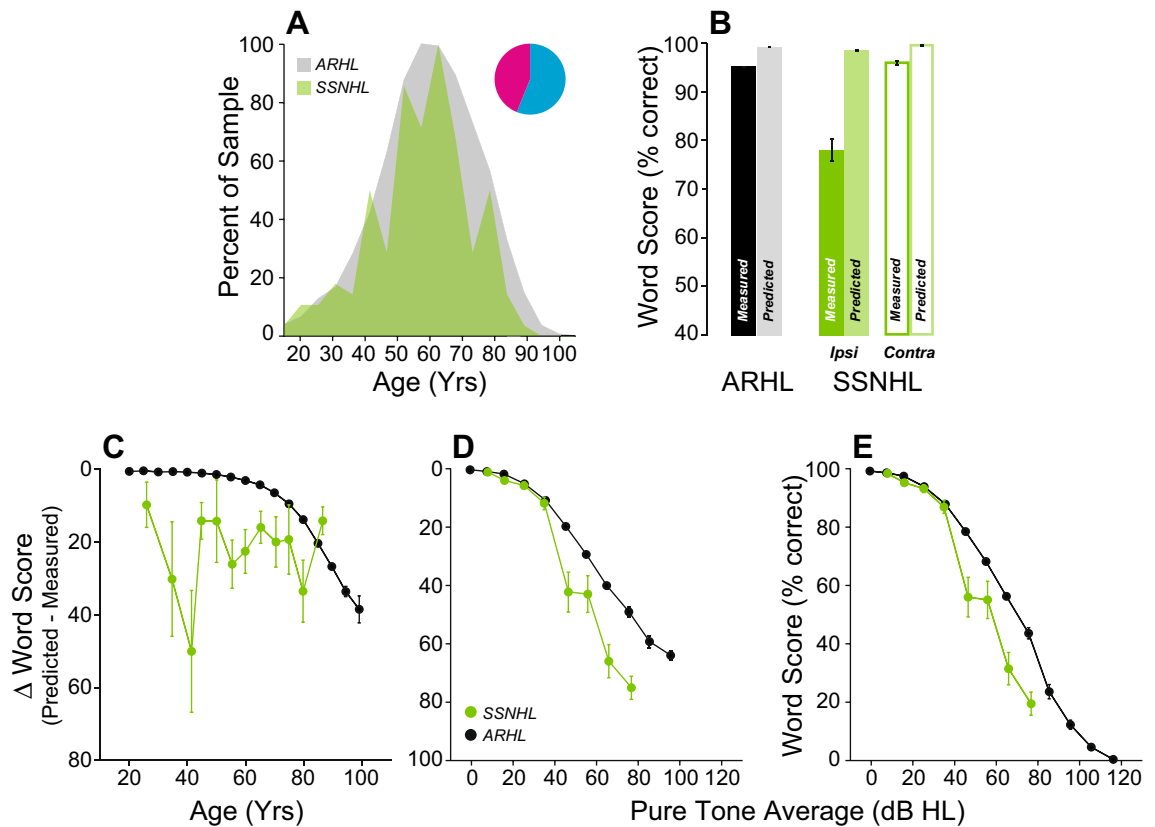 A
Percent of Sample
100
80
60
40
20
0
ARHL
SSNHL
20 30 40 50 60 70 80 90 100
Age (Yrs)
B
Word Score (% correct)
100
90
80
70
60
50
40
Measured
Predicted
Measured
Predicted
Measured
Predicted
Ipsi Contra
ARHL SSNHL
C
Δ Word Score
(Predicted - Measured)
0
20
40
60
80
20 40 60 80 100
Age (Yrs)
D
0
20
40
60
80
100
SSNHL
ARHL
0 20 40 60 80 100 120
E
Word Score (% correct)
100
80
60
40
20
0
0 20 40 60 80 100 120
Pure Tone Average (dB HL)